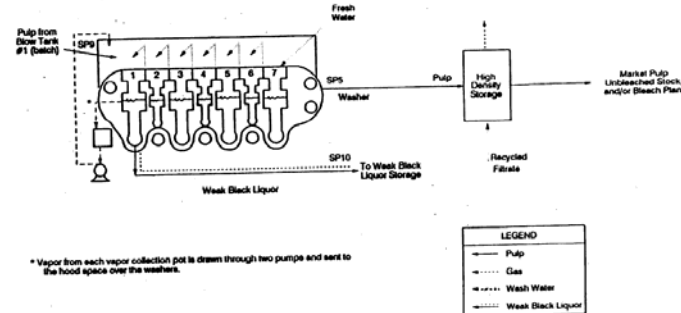 Fresh
Water
Pulp from
Blow Tank
#1 (batch)
SP9
1 2 3 4 5 6 7
SP5
Washer
Pulp
High
Density
Storage
Market Pulp
Unbleached Stock,
and/or Bleach Plan
SP10
To Weak Black
Liquor Storage
Weak Black Liquor
Recycled
Filtrate
*
* Vapor from each vapor collection pot is drawn through two pumps and sent to
the hood space over the washers.
LEGEND
Pulp
Gas
Wash Water
Weak Black Liquor